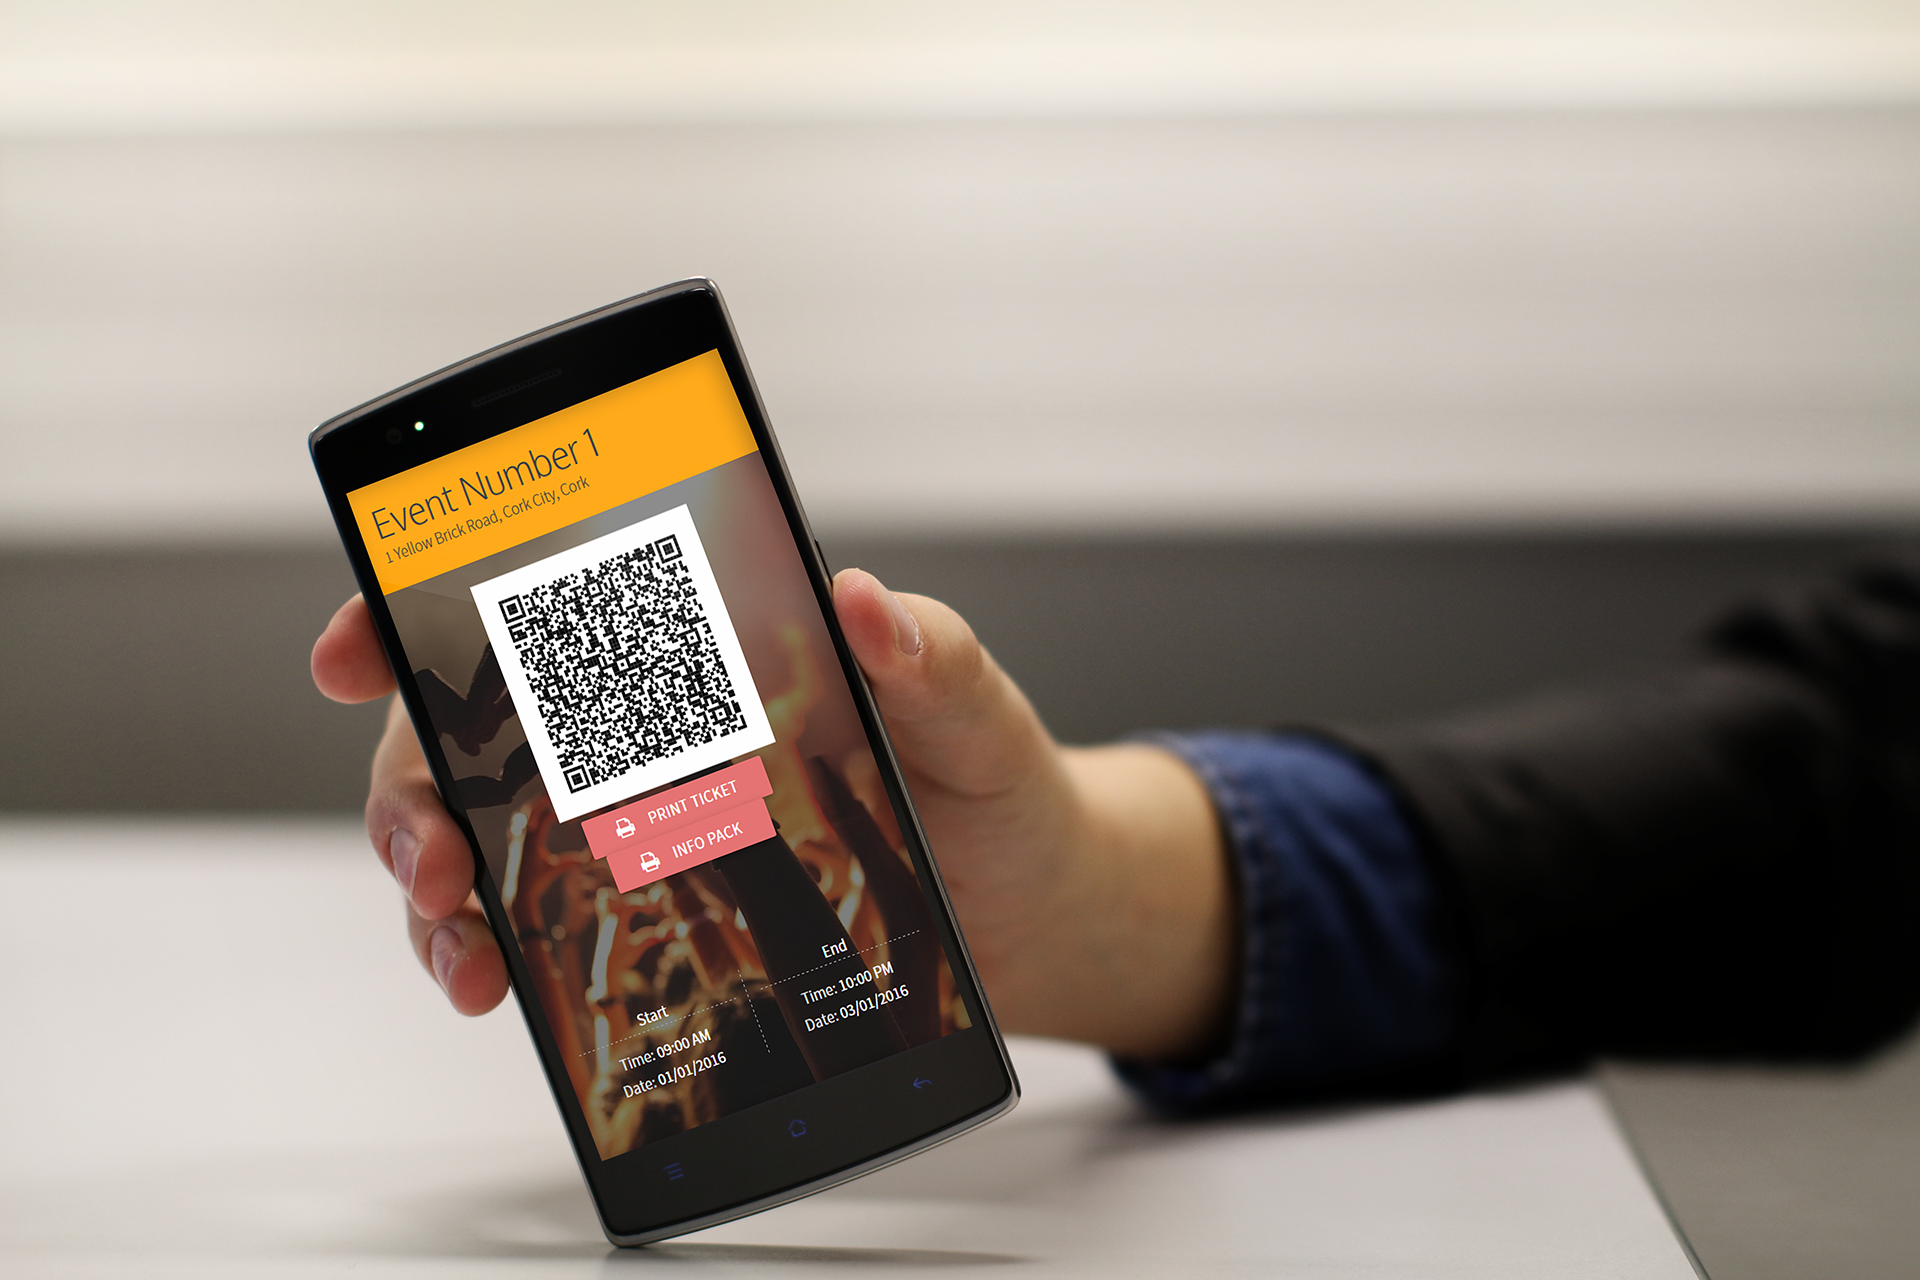 Event Number 1
1 Yellow Brick Road, Cork City, Cork
PRINT TICKET
INFO PACK
Start
Time: 09:00 AM
Date: 01/01/2016
End
Time: 10:00 PM
Date: 03/01/2016